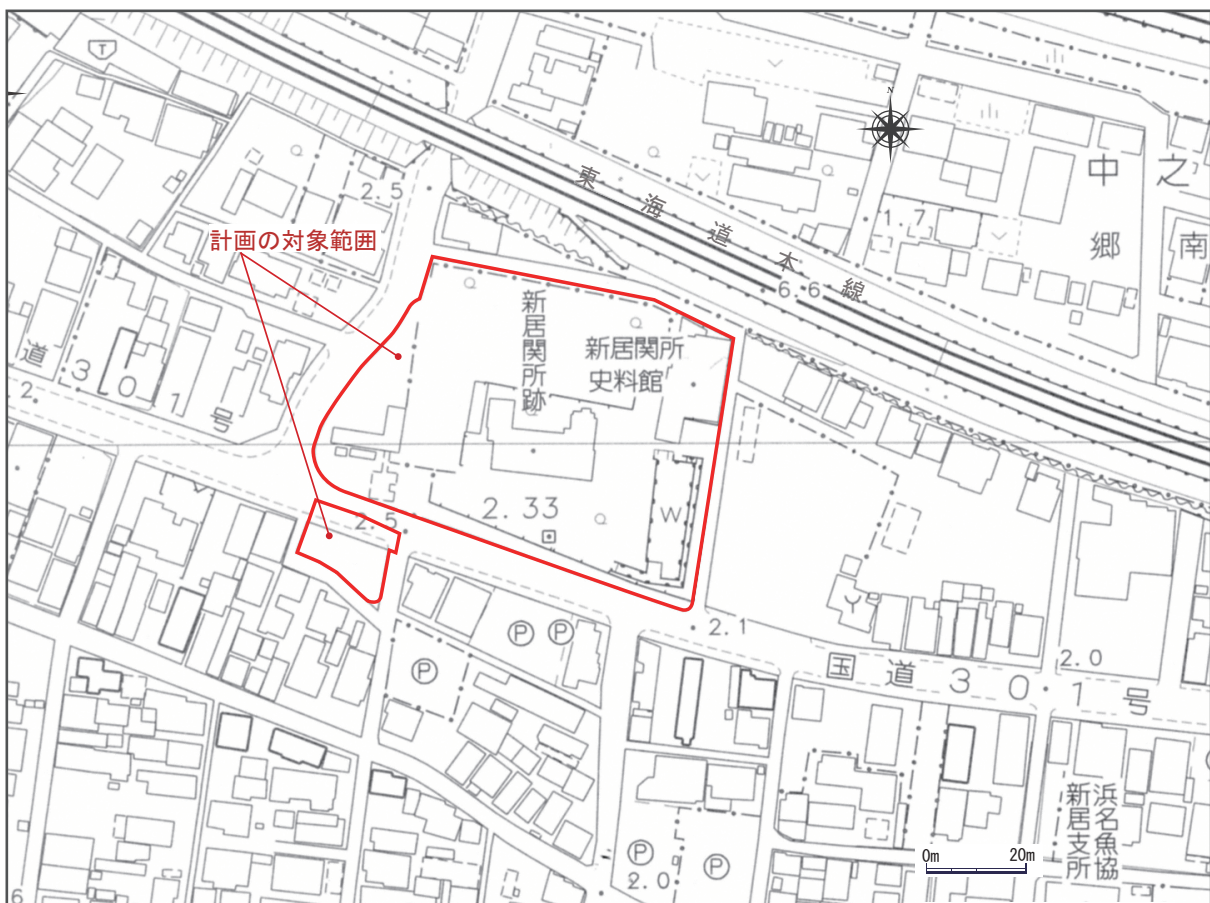 T
N
2.5
計画の対象範囲
東海道本線
6.6
1.7
中之
郷南
新居関所跡
新居関所
史料館
道301号
2.
2.33
2.5
W
2.1
P
P
P
国道301号
2.0
P
2.0
P
浜名魚協
新居支所
0m 20m
6